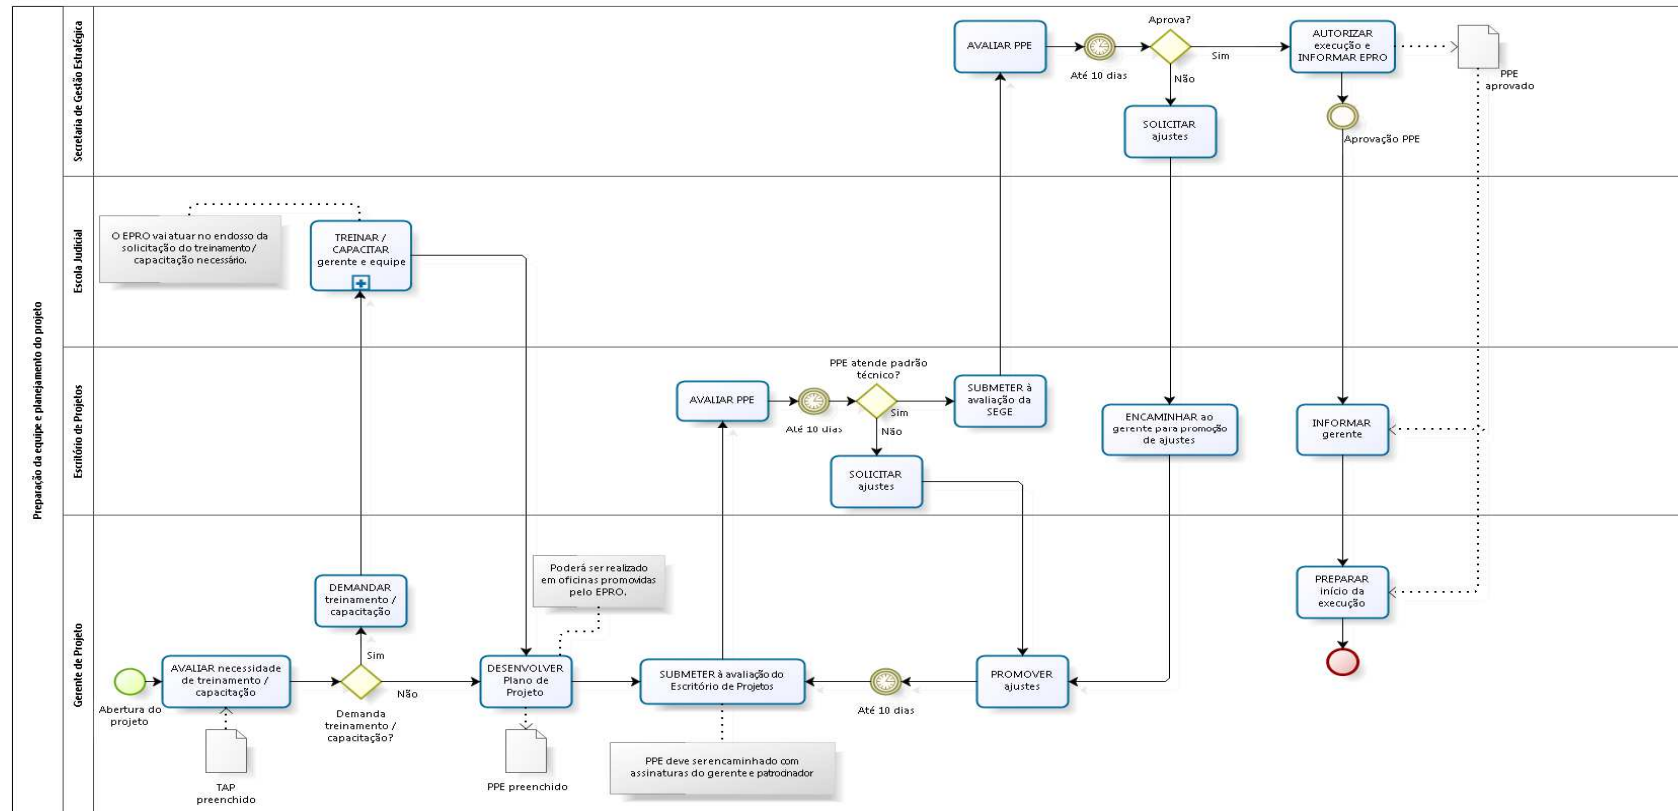 Preparação da equipe e planejamento do projeto
Secretaria de Gestão Estratégica
AVALIAR PPE
Até 10 dias
Aprova?
Sim
Não
AUTORIZAR
execução e
INFORMAR EPRO
PPE
aprovado
SOLICITAR
ajustes
Aprovação PPE
Escola Judicial
O EPRO vai atuar no endosso da
solicitação do treinamento/
capacitação necessário.
TREINAR /
CAPACITAR
gerente e equipe
Escritório de Projetos
AVALIAR PPE
Até 10 dias
PPE atende padrão
técnico?
Sim
Não
SUBMETER à
avaliação da
SEGE
SOLICITAR
ajustes
ENCAMINHAR ao
gerente para promoção
de ajustes
INFORMAR
gerente
Gerente de Projeto
Abertura do
projeto
AVALIAR necessidade
de treinamento /
capacitação
TAP
preenchido
DEMANDAR
treinamento /
capacitação
Sim
Não
Demanda
treinamento /
capacitação?
Poderá ser realizado
em oficinas promovidas
pelo EPRO.
DESENVOLVER
Plano de
Projeto
PPE preenchido
SUBMETER à avaliação do
Escritório de Projetos
PPE deve ser encaminhado com
assinaturas do gerente e patrocinador
Até 10 dias
PROMOVER
ajustes
PREPARAR
início da
execução